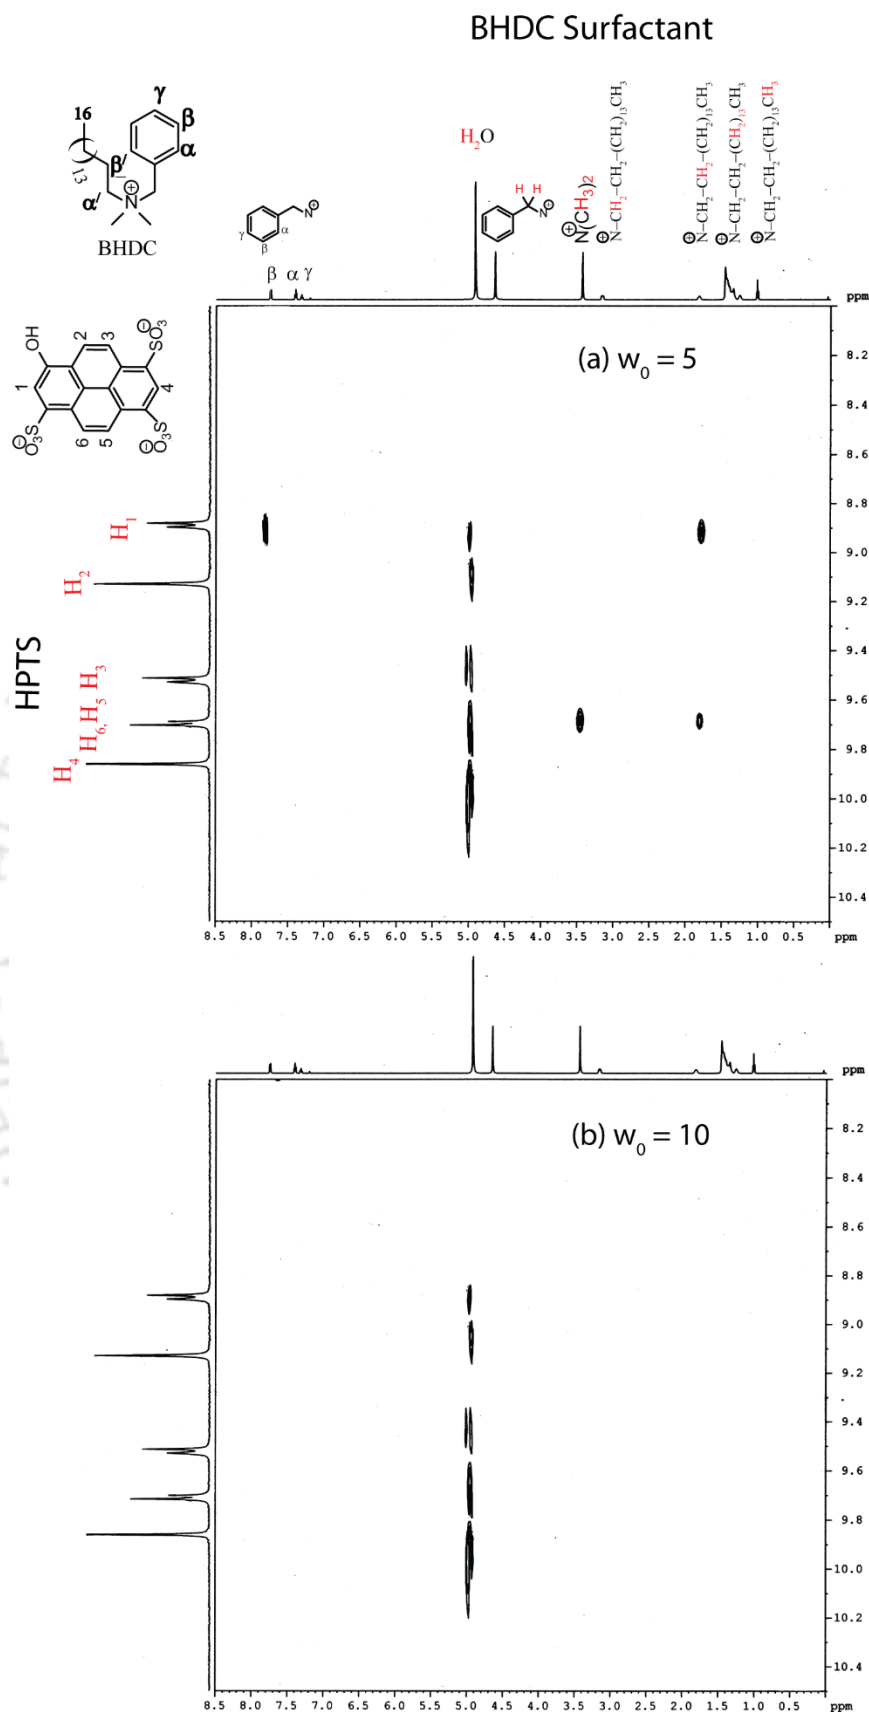 BHDC Surfactant
γ
16
β
13
β'
α
α'
N
⊕
BHDC
γ
β
α
N⊕
β α γ
H₂O
H H
N⊕
⊕N(CH₃)2
⊕N–CH₂–CH₂–(CH₂)₁₃CH₃
⊕N–CH₂–CH₂–(CH₂)₁₃CH₃
⊕N–CH₂–CH₂–(CH₂)₁₃CH₃
⊕N–CH₂–CH₂–(CH₂)₁₃CH₃
ppm
OH
2
3
⊖
SO₃
1
4
⊖
O₃S
6
5
SO₃
⊖
(a) w₀ = 5
HPTS
H₁
H₂
H₃
H₆, H₅
H₄
8.2
8.4
8.6
8.8
9.0
9.2
9.4
9.6
9.8
10.0
10.2
10.4
8.5 8.0 7.5 7.0 6.5 6.0 5.5 5.0 4.5 4.0 3.5 3.0 2.5 2.0 1.5 1.0 0.5 ppm
ppm
(b) w₀ = 10
8.2
8.4
8.6
8.8
9.0
9.2
9.4
9.6
9.8
10.0
10.2
10.4
8.5 8.0 7.5 7.0 6.5 6.0 5.5 5.0 4.5 4.0 3.5 3.0 2.5 2.0 1.5 1.0 0.5 ppm